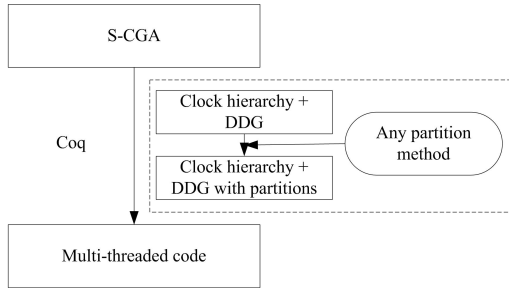 S-CGA
Clock hierarchy +
DDG
Any partition
method
Coq
Clock hierarchy +
DDG with partitions
Multi-threaded code